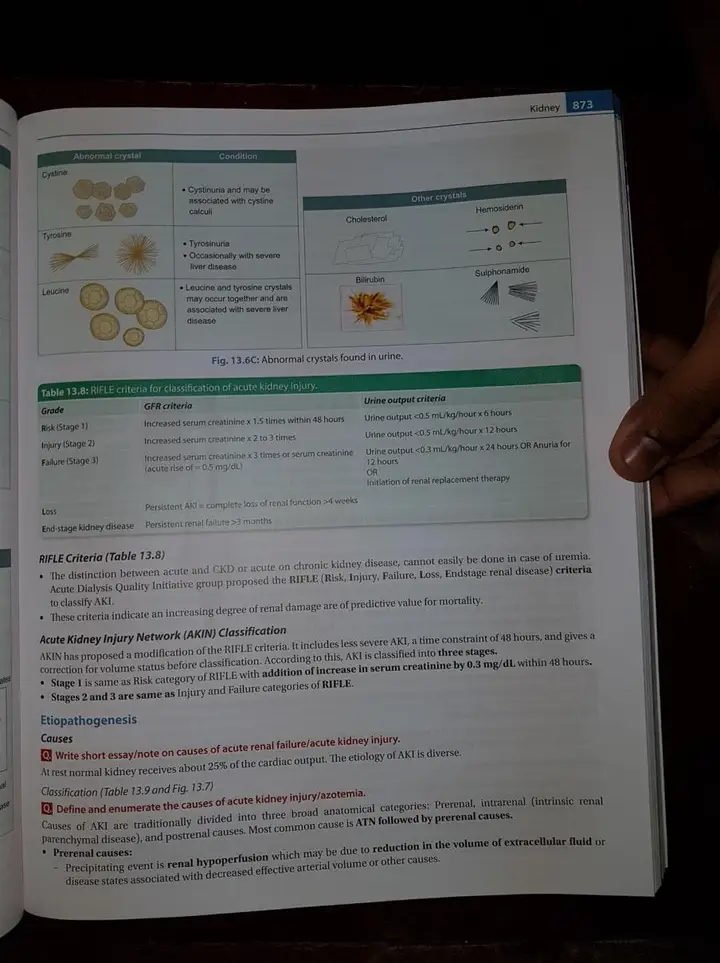 Kidney 873
Abnormal crystal Condition
Cystine
• Cystinuria and may be
associated with cystine
calculi
Tyrosine
• Tyrosinuria
• Occasionally with severe
liver disease
Leucine
• Leucine and tyrosine crystals
may occur together and are
associated with severe liver
disease
Other crystals
Cholesterol
Hemosiderin
Bilirubin
Sulphonamide
Fig. 13.6C: Abnormal crystals found in urine.
Table 13.8: RIFLE criteria for classification of acute kidney injury.
Grade GFR criteria Urine output criteria
Risk (Stage 1) Increased serum creatinine x 1.5 times within 48 hours Urine output <0.5 mL/kg/hour x 6 hours
Injury (Stage 2) Increased serum creatinine x 2 to 3 times Urine output <0.5 mL/kg/hour x 12 hours
Failure (Stage 3) Increased serum creatinine x 3 times or serum creatinine Urine output <0.3 mL/kg/hour x 24 hours OR Anuria for
(acute rise of = 0.5 mg/dL) 12 hours
OR
Initiation of renal replacement therapy
Loss Persistent AKI = complete loss of renal function >4 weeks
End-stage kidney disease Persistent renal failure >3 months
RIFLE Criteria (Table 13.8)
• The distinction between acute and CKD or acute on chronic kidney disease, cannot easily be done in case of uremia.
Acute Dialysis Quality Initiative group proposed the RIFLE (Risk, Injury, Failure, Loss, Endstage renal disease) criteria
to classify AKI.
• These criteria indicate an increasing degree of renal damage are of predictive value for mortality.
Acute Kidney Injury Network (AKIN) Classification
AKIN has proposed a modification of the RIFLE criteria. It includes less severe AKI, a time constraint of 48 hours, and gives a
correction for volume status before classification. According to this, AKI is classified into three stages.
• Stage 1 is same as Risk category of RIFLE with addition of increase in serum creatinine by 0.3 mg/dL within 48 hours.
• Stages 2 and 3 are same as Injury and Failure categories of RIFLE.
Etiopathogenesis
Causes
Q. Write short essay/note on causes of acute renal failure/acute kidney injury.
At rest normal kidney receives about 25% of the cardiac output. The etiology of AKI is diverse.
Classification (Table 13.9 and Fig. 13.7)
Q. Define and enumerate the causes of acute kidney injury/azotemia.
Causes of AKI are traditionally divided into three broad anatomical categories: Prerenal, intrarenal (intrinsic renal
parenchymal disease), and postrenal causes. Most common cause is ATN followed by prerenal causes.
• Prerenal causes:
– Precipitating event is renal hypoperfusion which may be due to reduction in the volume of extracellular fluid or
disease states associated with decreased effective arterial volume or other causes.